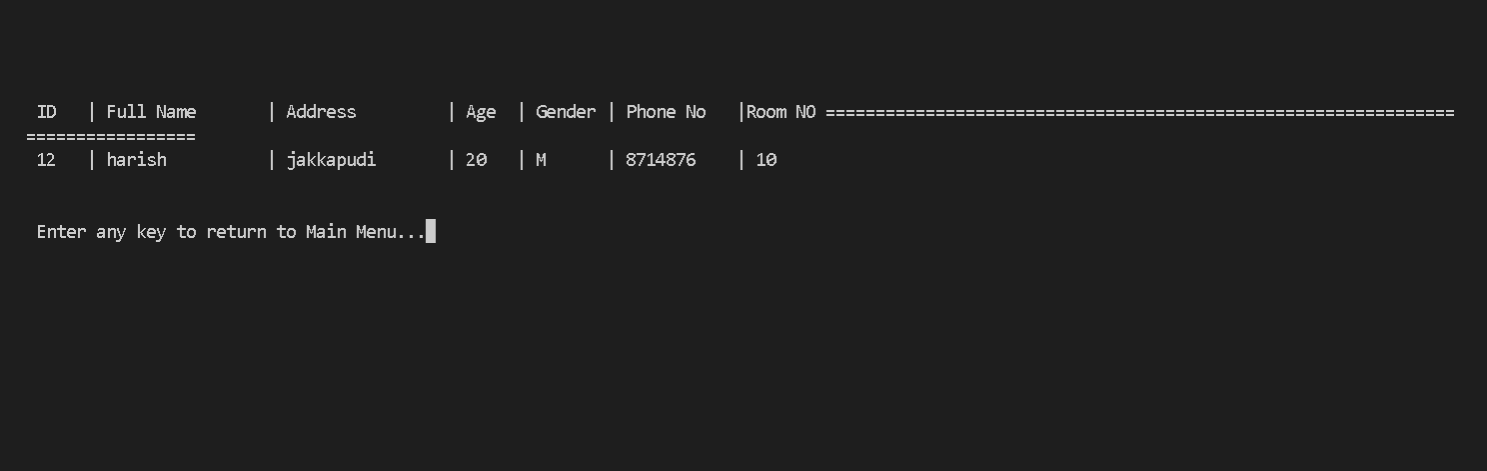 ID | Full Name | Address | Age | Gender | Phone No |Room NO ===============================================================
=================
12 | harish | jakkapudi | 20 | M | 8714876 | 10
Enter any key to return to Main Menu...